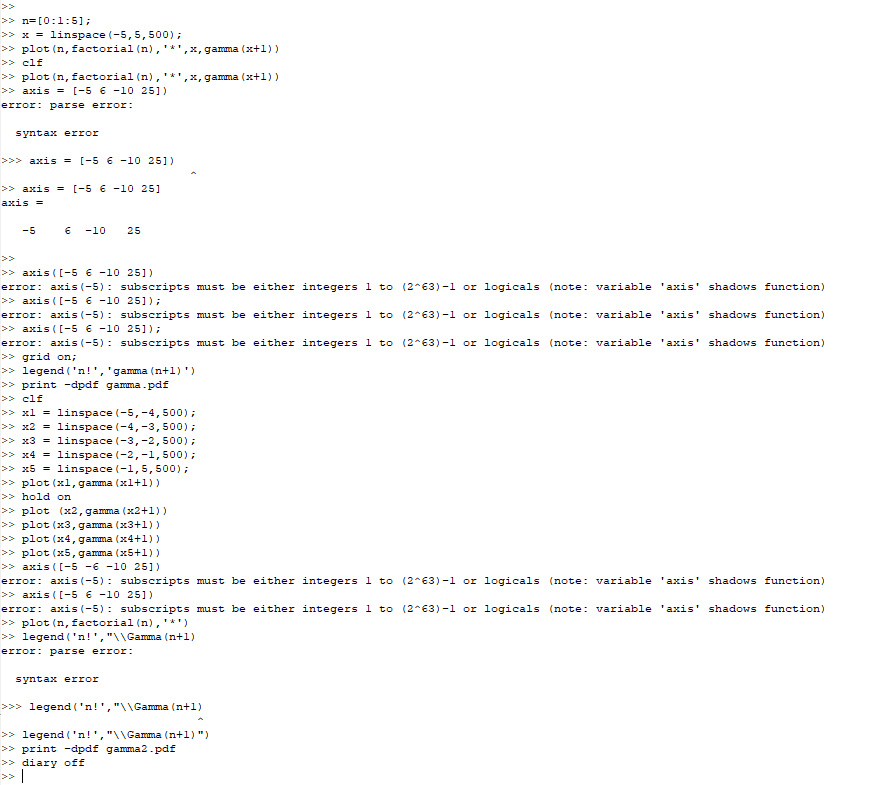 >>
>> n=[0:1:5];
>> x = linspace(-5,5,500);
>> plot(n,factorial(n),'*',x,gamma(x+1))
>> clf
>> plot(n,factorial(n),'*',x,gamma(x+1))
>> axis = [-5 6 -10 25])
error: parse error:

  syntax error

>>> axis = [-5 6 -10 25])
                        ^
>> axis = [-5 6 -10 25]
axis =

   -5    6  -10   25

>>
>> axis([-5 6 -10 25])
error: axis(-5): subscripts must be either integers 1 to (2^63)-1 or logicals (note: variable 'axis' shadows function)
>> axis([-5 6 -10 25]);
error: axis(-5): subscripts must be either integers 1 to (2^63)-1 or logicals (note: variable 'axis' shadows function)
>> axis([-5 6 -10 25]);
error: axis(-5): subscripts must be either integers 1 to (2^63)-1 or logicals (note: variable 'axis' shadows function)
>> grid on;
>> legend('n!','gamma(n+1)')
>> print -dpdf gamma.pdf
>> clf
>> x1 = linspace(-5,-4,500);
>> x2 = linspace(-4,-3,500);
>> x3 = linspace(-3,-2,500);
>> x4 = linspace(-2,-1,500);
>> x5 = linspace(-1,5,500);
>> plot(x1,gamma(x1+1))
>> hold on
>> plot (x2,gamma(x2+1))
>> plot(x3,gamma(x3+1))
>> plot(x4,gamma(x4+1))
>> plot(x5,gamma(x5+1))
>> axis([-5 -6 -10 25])
error: axis(-5): subscripts must be either integers 1 to (2^63)-1 or logicals (note: variable 'axis' shadows function)
>> axis([-5 6 -10 25])
error: axis(-5): subscripts must be either integers 1 to (2^63)-1 or logicals (note: variable 'axis' shadows function)
>> plot(n,factorial(n),'*')
>> legend('n!',"\\Gamma(n+1)
error: parse error:

  syntax error

>>> legend('n!',"\\Gamma(n+1)
                            ^
>> legend('n!',"\\Gamma(n+1)")
>> print -dpdf gamma2.pdf
>> diary off
>>